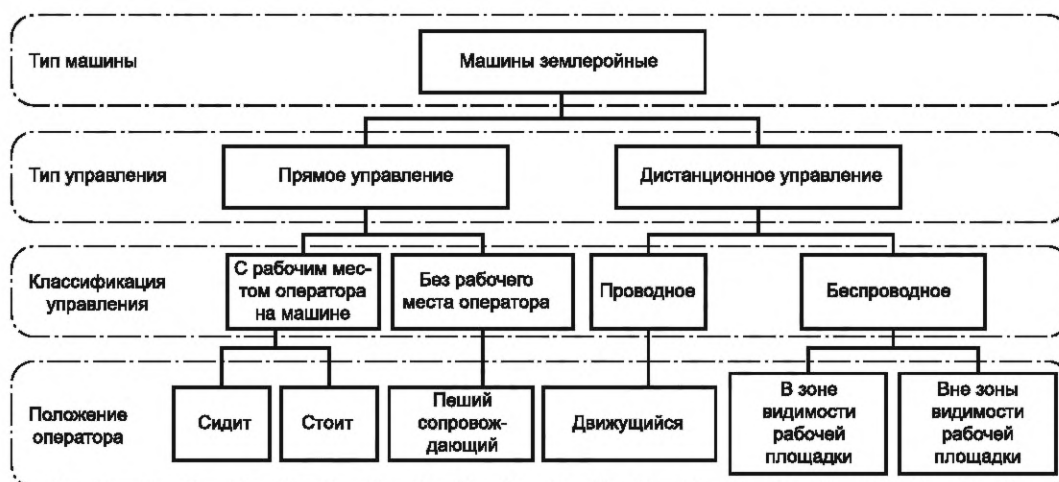 Тип машины
Машины землеройные
Тип управления
Прямое управление
Дистанционное управление
Классификация
управления
С рабочим мес-
том оператора
на машине
Без рабочего
места оператора
Проводное
Беспроводное
Положение
оператора
Сидит
Стоит
Пеший
сопровож-
дающий
Движущийся
В зоне
видимости
рабочей
площадки
Вне зоны
видимости
рабочей
площадки